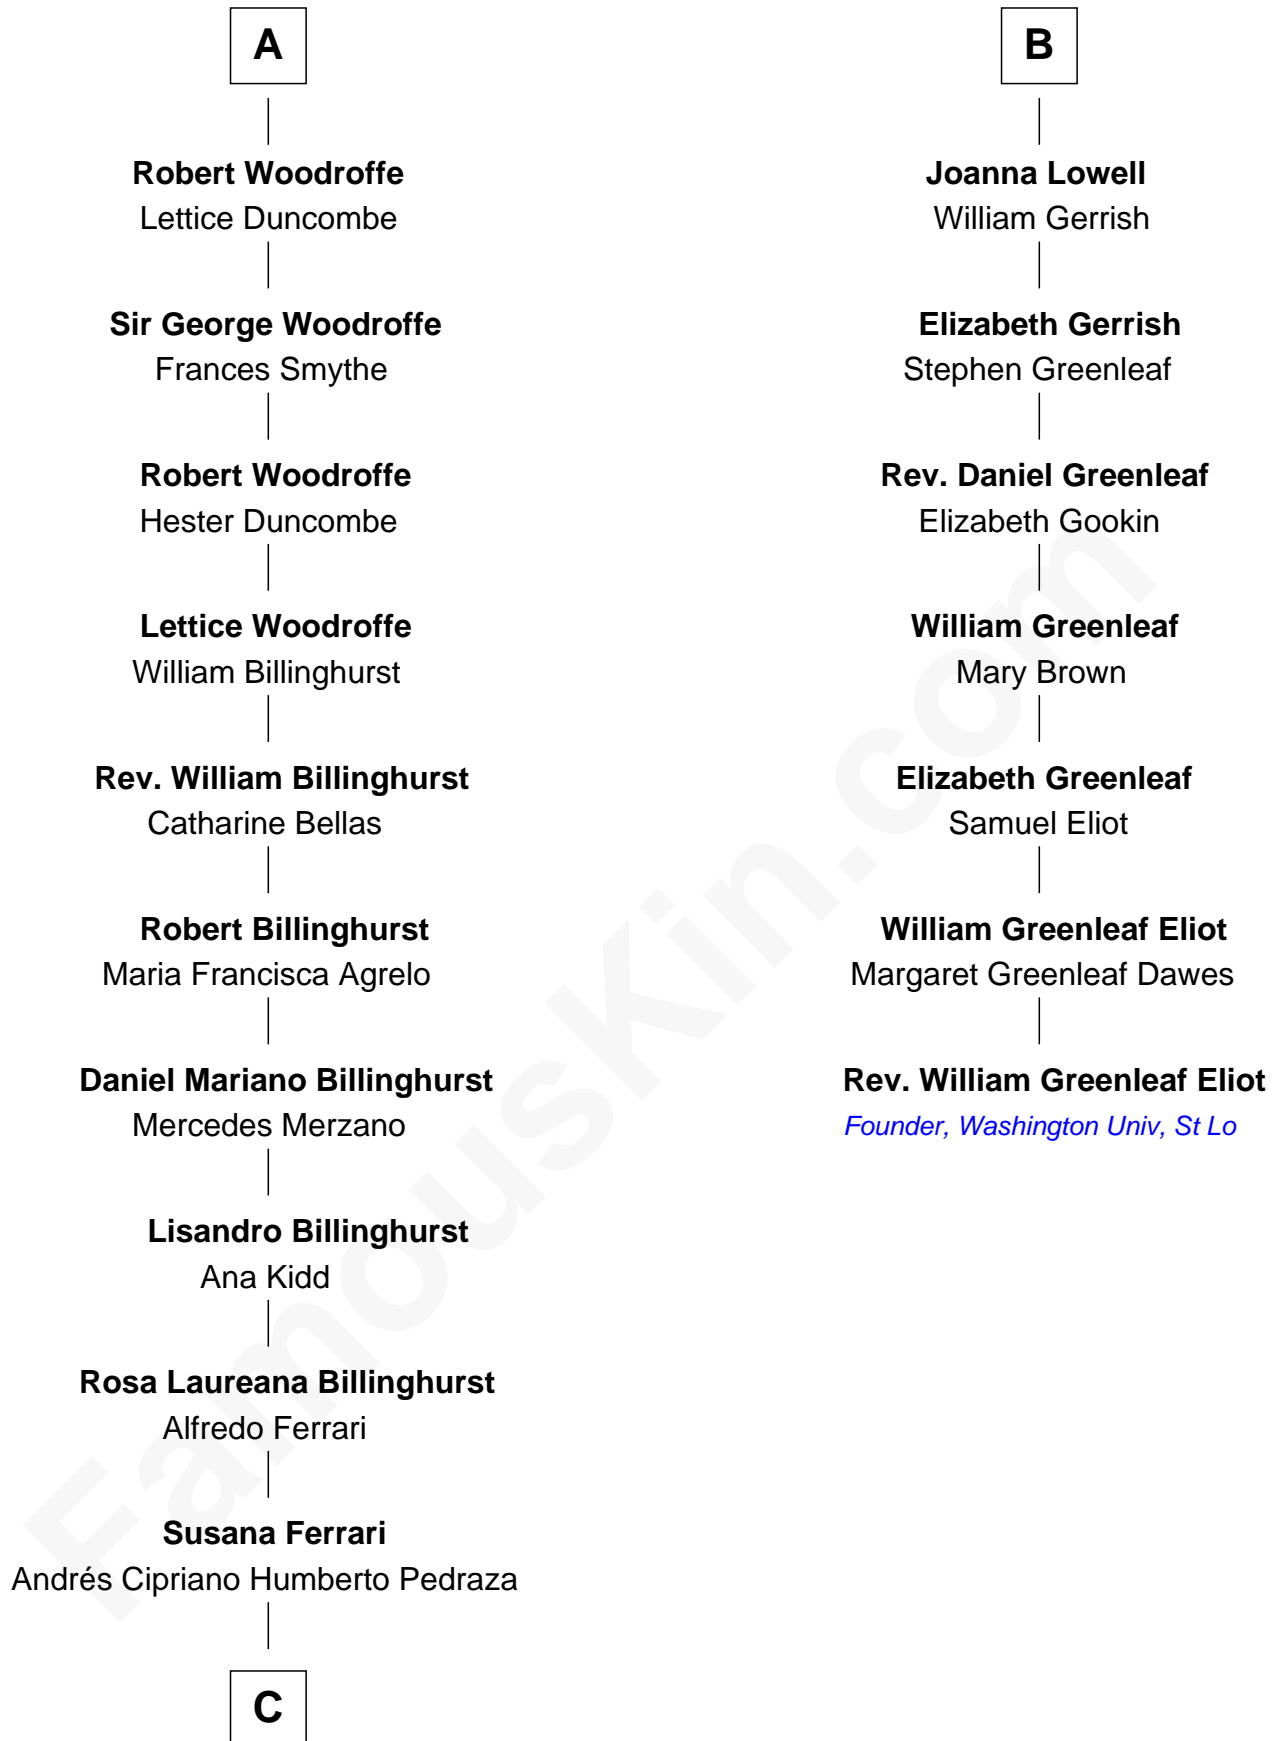 A
Robert Woodroffe
Lettice Duncombe
Sir George Woodroffe
Frances Smythe
Robert Woodroffe
Hester Duncombe
Lettice Woodroffe
William Billinghurst
Rev. William Billinghurst
Catharine Bellas
Robert Billinghurst
Maria Francisca Agrelo
Daniel Mariano Billinghurst
Mercedes Merzano
Lisandro Billinghurst
Ana Kidd
Rosa Laureana Billinghurst
Alfredo Ferrari
Susana Ferrari
Andrés Cipriano Humberto Pedraza
C
B
Joanna Lowell
William Gerrish
Elizabeth Gerrish
Stephen Greenleaf
Rev. Daniel Greenleaf
Elizabeth Gookin
William Greenleaf
Mary Brown
Elizabeth Greenleaf
Samuel Eliot
William Greenleaf Eliot
Margaret Greenleaf Dawes
Rev. William Greenleaf Eliot
Founder, Washington Univ, St Lo
FamousKin.com